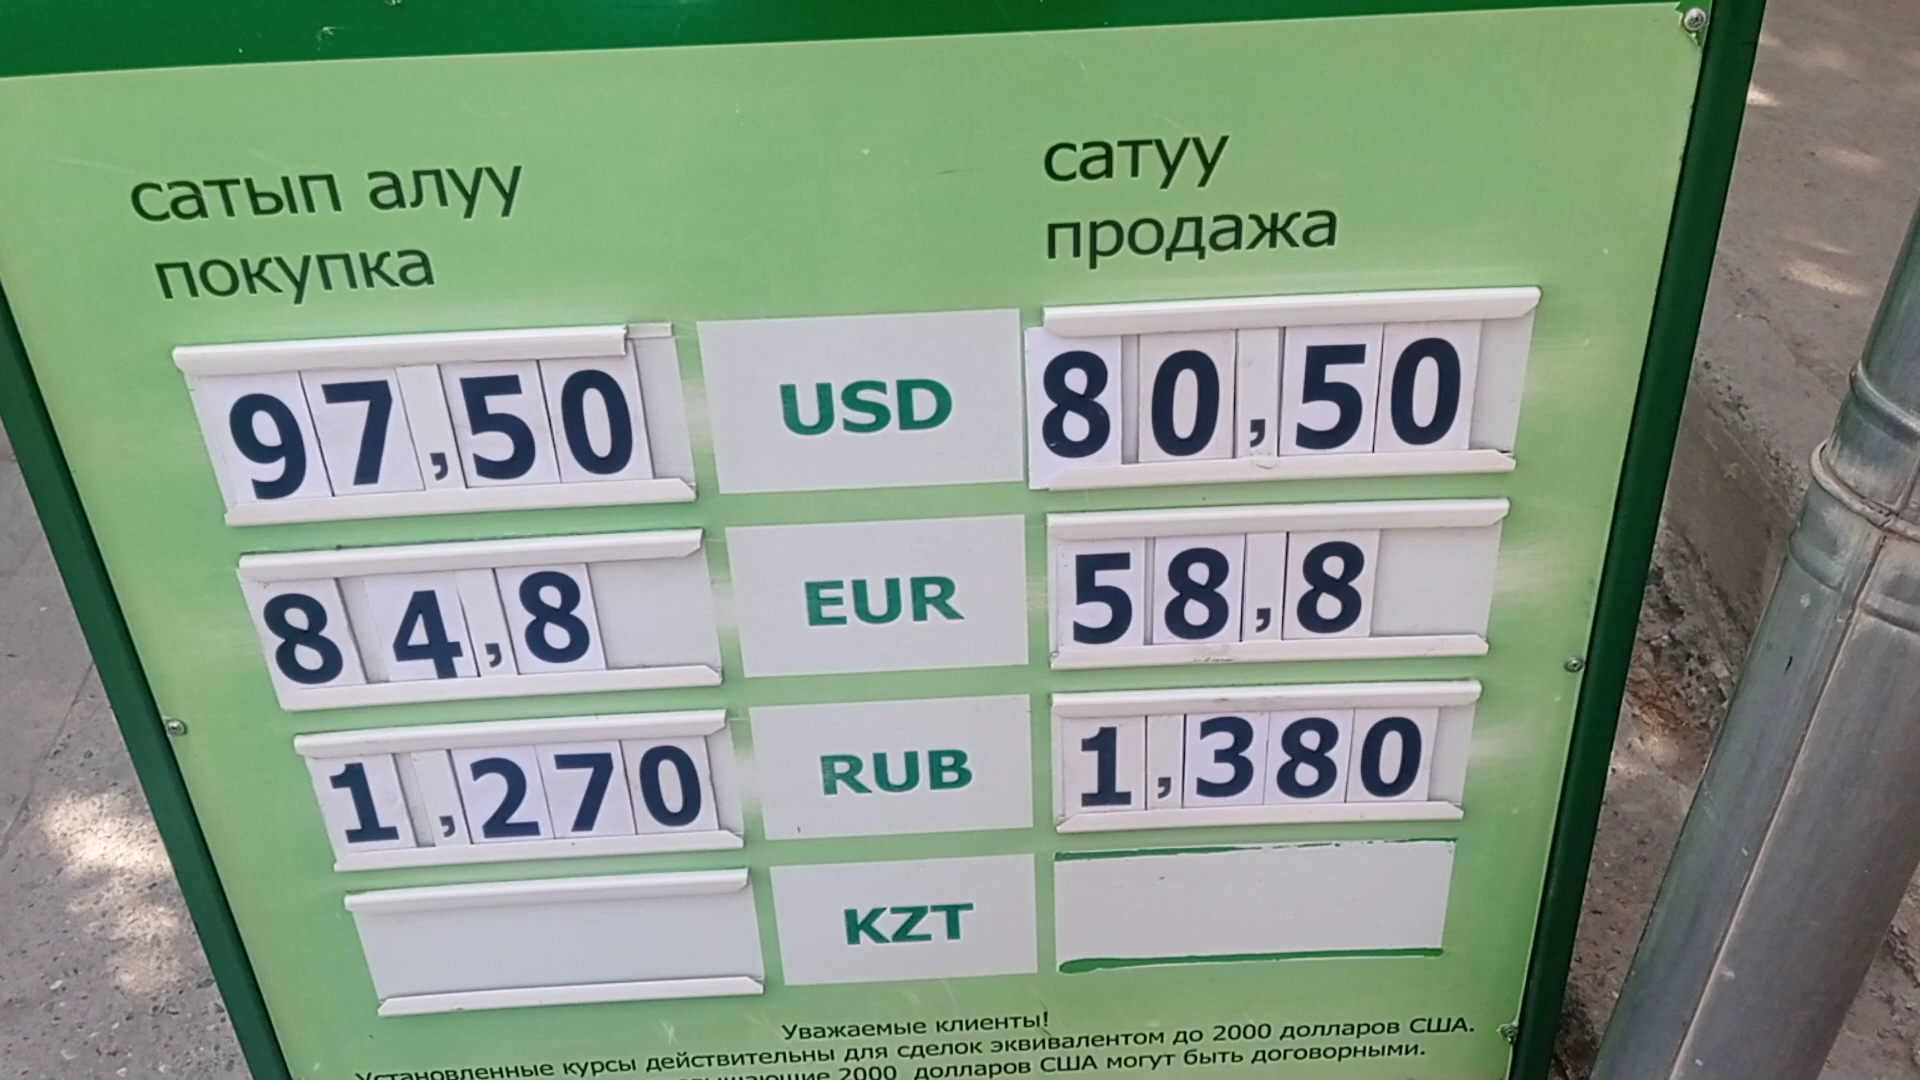 сатып алуу
покупка
сатуу
продажа
97,50 USD 80,50
84,8 EUR 58,8
1,270 RUB 1,380
KZT
Уважаемые клиенты!
Установленные курсы действительны для сделок эквивалентом до 2000 долларов США.
2000 долларов США могут быть договорными.